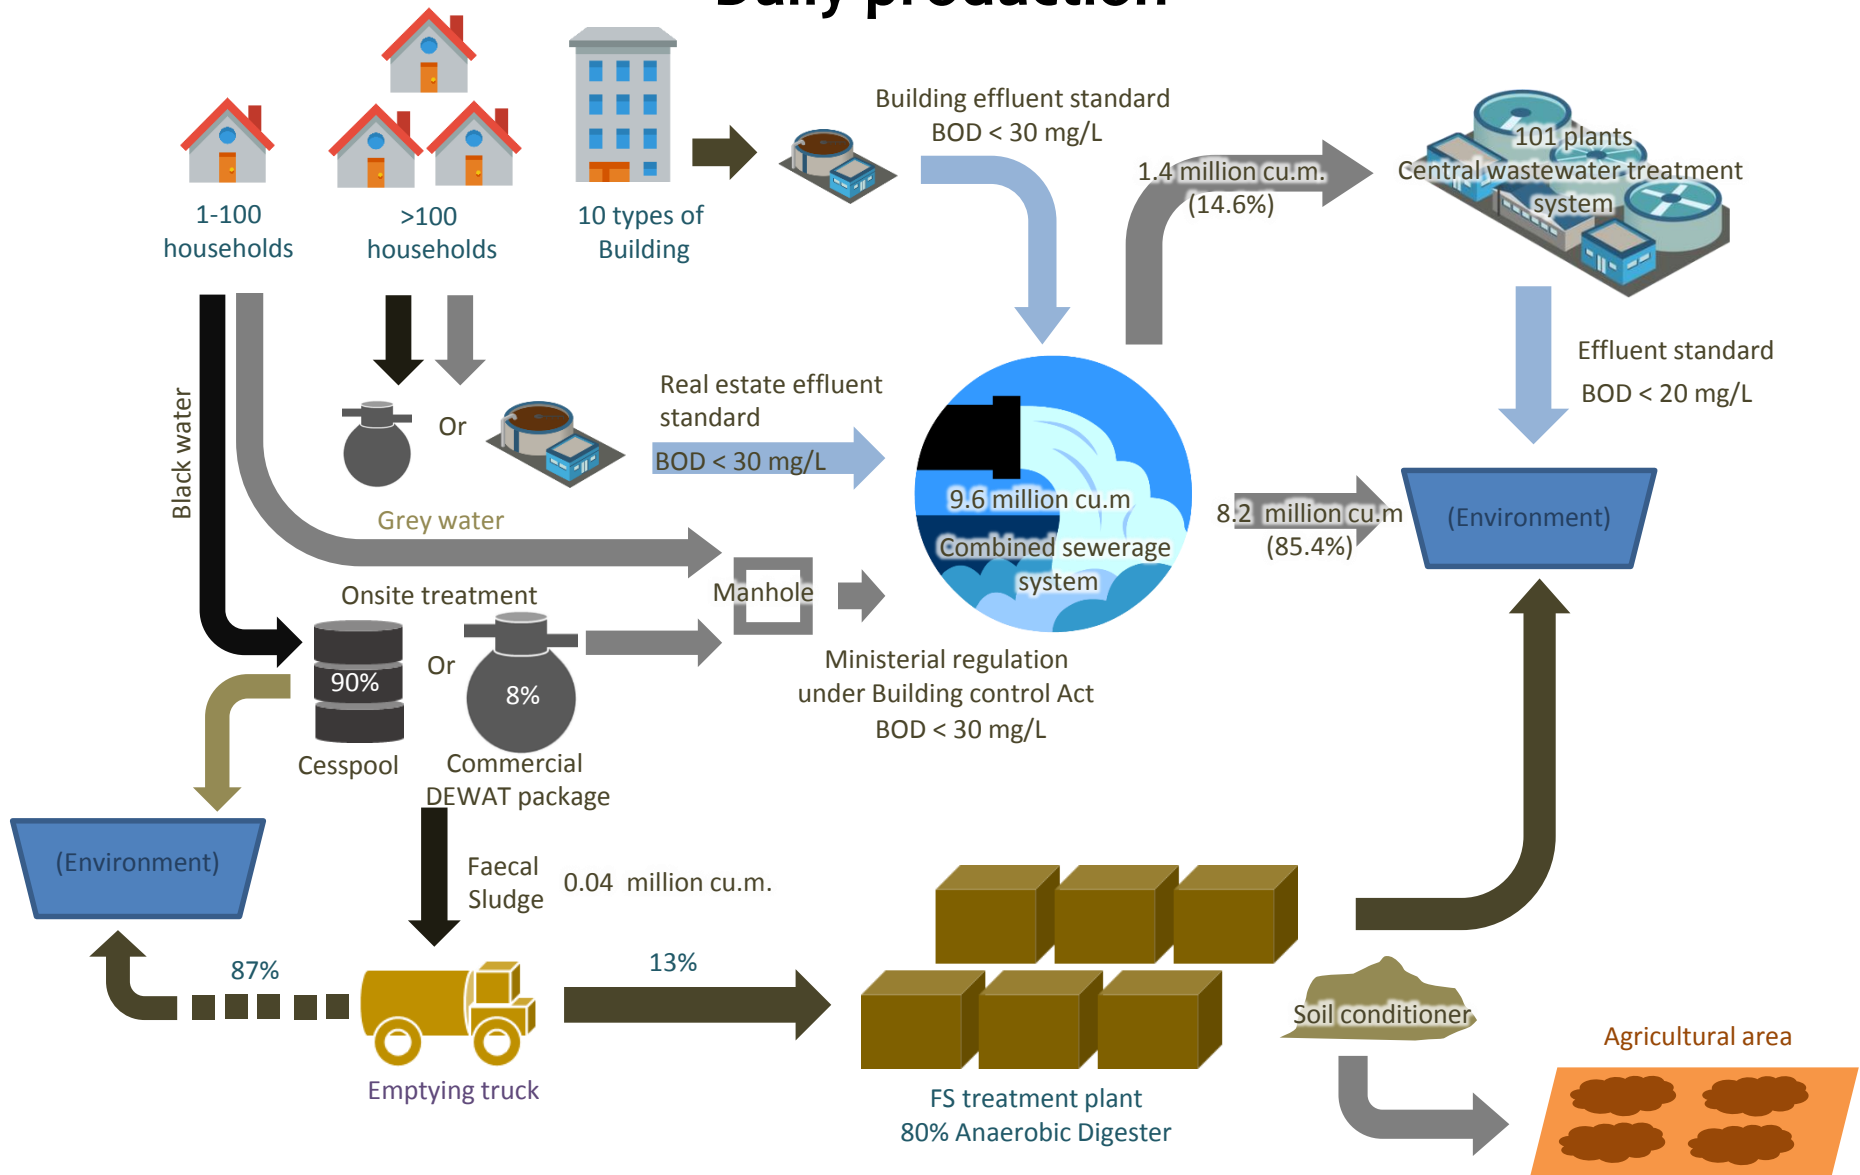 Daily production
Building effluent standard
BOD < 30 mg/L
101 plants
Central wastewater treatment
system
1.4 million cu.m.
(14.6%)
1-100
households
>100
households
10 types of
Building
Effluent standard
BOD < 20 mg/L
Real estate effluent
standard
BOD < 30 mg/L
Or
Black water
Grey water
9.6 million cu.m
Combined sewerage
system
8.2 million cu.m
(85.4%)
(Environment)
Manhole
Onsite treatment
Or
90%
8%
Cesspool
Commercial
DEWAT package
Ministerial regulation
under Building control Act
BOD < 30 mg/L
(Environment)
Faecal
Sludge
0.04 million cu.m.
87%
13%
Emptying truck
FS treatment plant
80% Anaerobic Digester
Soil conditioner
Agricultural area